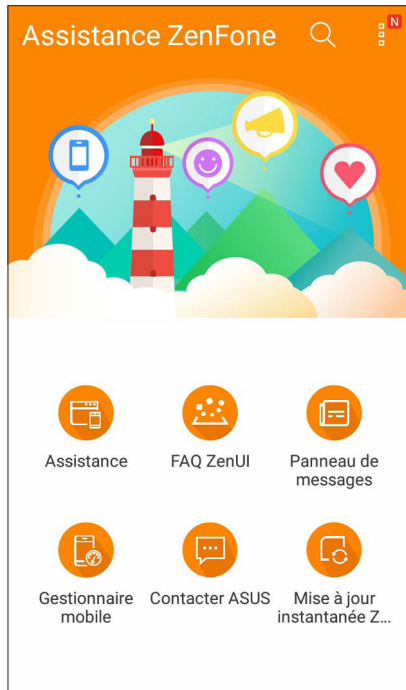 Assistance ZenFone
N
Assistance
FAQ ZenUI
Panneau de
messages
Gestionnaire
mobile
Contacter ASUS
Mise à jour
instantanée Z...